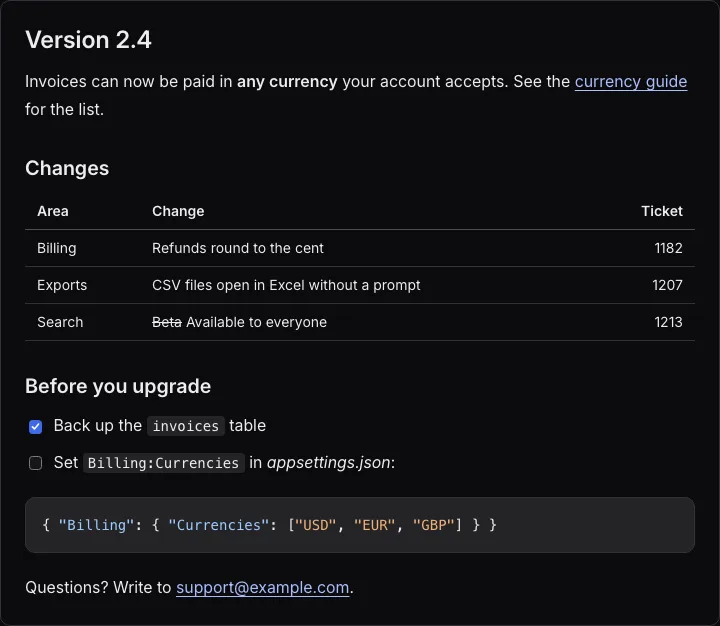 Version 2.4
Invoices can now be paid in any currency your account accepts. See the currency guide
for the list.
Changes
Area Change Ticket
Billing Refunds round to the cent 1182
Exports CSV files open in Excel without a prompt 1207
Search Beta Available to everyone 1213
Before you upgrade
Back up the invoices table
Set Billing:Currencies in appsettings.json:
{ "Billing": { "Currencies": ["USD", "EUR", "GBP"] } }
Questions? Write to support@example.com.